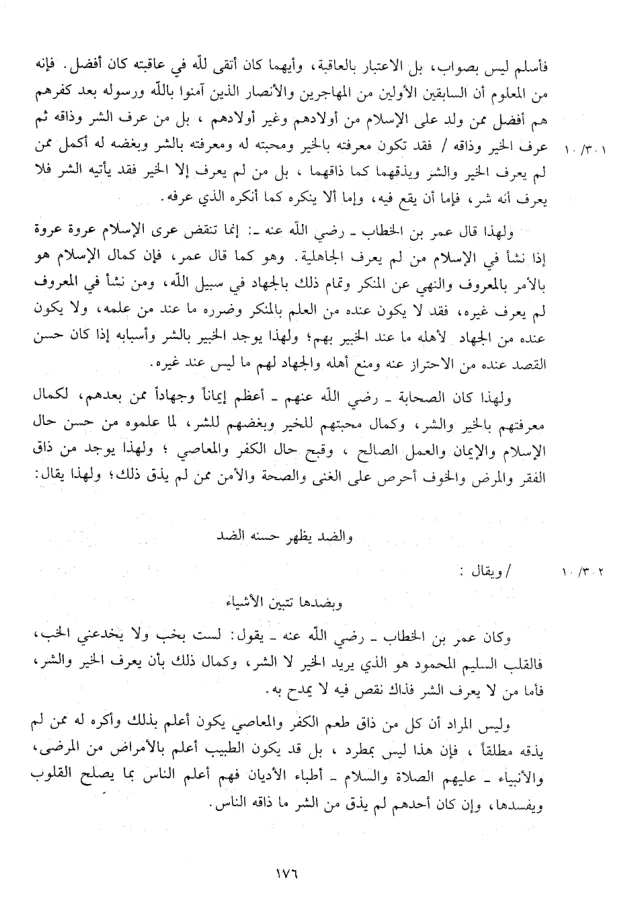 فأسلم ليس بصواب، بل الاعتبار بالعاقبة، وأيهما كان أتقى للّه في عاقبته كان أفضل. فإنه
من المعلوم أن السابقين الأولين من المهاجرين والأنصار الذين آمنوا باللّه ورسوله بعد كفرهم
هم أفضل ممن ولد على الإسلام من أولادهم وغير أولادهم ، بل من عرف الشر وذاقه ثم
١٠/٣٠١ عرف الخير وذاقه / فقد تكون معرفته بالخير ومحبته له ومعرفته بالشر وبغضه له أكمل ممن
لم يعرف الخير والشر ويذقهما كما ذاقهما ، بل من لم يعرف إلا الخير فقد يأتيه الشر فلا
يعرف أنه شر، فإما أن يقع فيه، وإما ألا ينكره كما أنكره الذي عرفه.
ولهذا قال عمر بن الخطاب ـ رضي اللّه عنه ـ: إنما تنقض عرى الإسلام عروة عروة
إذا نشأ في الإسلام من لم يعرف الجاهلية. وهو كما قال عمر، فإن كمال الإسلام هو
بالأمر بالمعروف والنهي عن المنكر وتمام ذلك بالجهاد في سبيل اللّه، ومن نشأ في المعروف
لم يعرف غيره، فقد لا يكون عنده من العلم بالمنكر وضرره ما عند من علمه، ولا يكون
عنده من الجهاد لأهله ما عند الخبير بهم؛ ولهذا يوجد الخبير بالشر وأسبابه إذا كان حسن
القصد عنده من الاحتراز عنه ومنع أهله والجهاد لهم ما ليس عند غيره.
ولهذا كان الصحابة ـ رضي اللّه عنهم ـ أعظم إيماناً وجهاداً ممن بعدهم، لكمال
معرفتهم بالخير والشر، وكمال محبتهم للخير وبغضهم للشر، لما علموه من حسن حال
الإسلام والإيمان والعمل الصالح ، وقبح حال الكفر والمعاصي ؛ ولهذا يوجد من ذاق
الفقر والمرض والخوف أحرص على الغنى والصحة والأمن ممن لم يذق ذلك؛ ولهذا يقال:
والضد يظهر حسنه الضد
١٠/٣٠٢ / ويقال :
وبضدها تتبين الأشياء
وكان عمر بن الخطاب ـ رضي اللّه عنه ـ يقول: لست بخب ولا يخدعني الخب،
فالقلب السليم المحمود هو الذي يريد الخير لا الشر، وكمال ذلك بأن يعرف الخير والشر،
فأما من لا يعرف الشر فذاك نقص فيه لا يمدح به.
وليس المراد أن كل من ذاق طعم الكفر والمعاصي يكون أعلم بذلك وأكره له ممن لم
يذقه مطلقاً ، فإن هذا ليس بمطرد ، بل قد يكون الطبيب أعلم بالأمراض من المرضى،
والأنبياء ـ عليهم الصلاة والسلام ـ أطباء الأديان فهم أعلم الناس بما يصلح القلوب
ويفسدها، وإن كان أحدهم لم يذق من الشر ما ذاقه الناس.
١٧٦